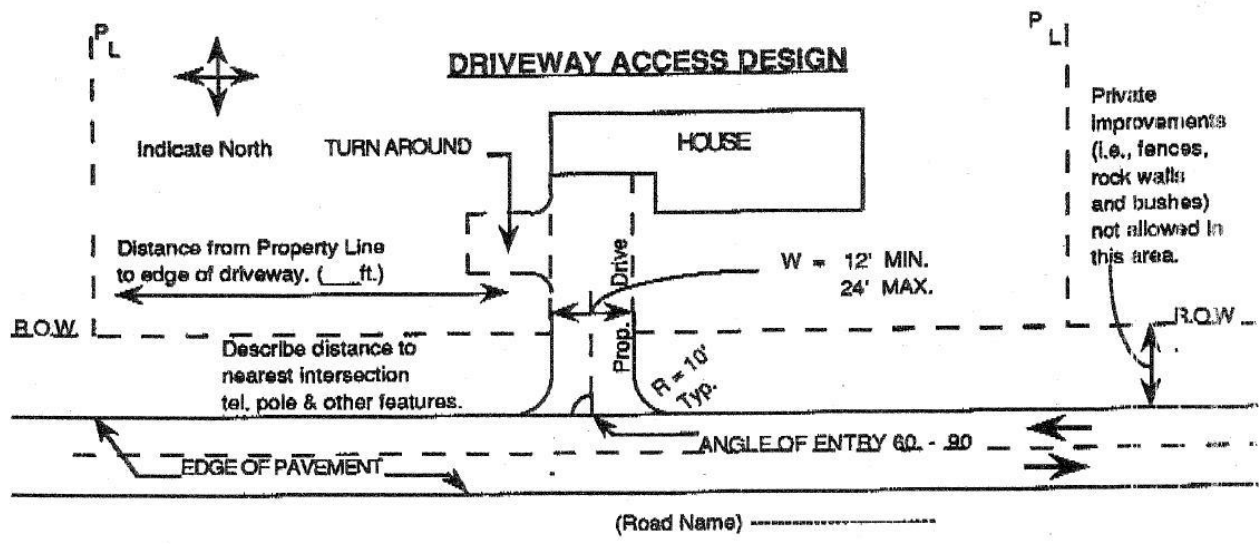 P L
P L
DRIVEWAY ACCESS DESIGN
Indicate North
TURN AROUND
HOUSE
Private
improvements
(i.e., fences,
rock walls
and bushes)
not allowed in
this area.
Distance from Property Line
to edge of driveway. (___ft.)
Prop. Drive
W = 12' MIN.
24' MAX.
R.O.W
R.O.W
Describe distance to
nearest intersection
tel. pole & other features.
R = 10'
Typ.
ANGLE OF ENTRY 60 - 90
EDGE OF PAVEMENT
(Road Name) --------------------